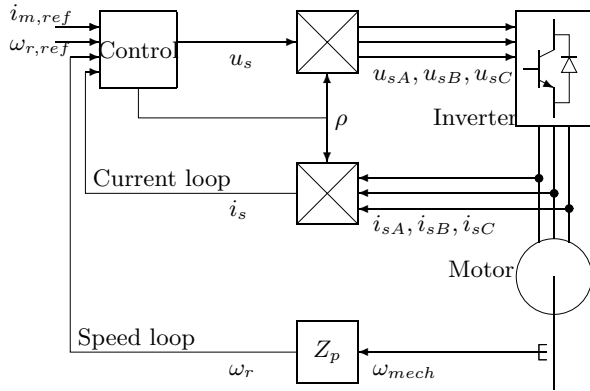 i_{m,ref}
ω_{r,ref}
Control
u_s
u_{sA}, u_{sB}, u_{sC}
Inverter
ρ
Current loop
i_s
i_{sA}, i_{sB}, i_{sC}
Motor
Speed loop
ω_r
Z_p
ω_{mech}